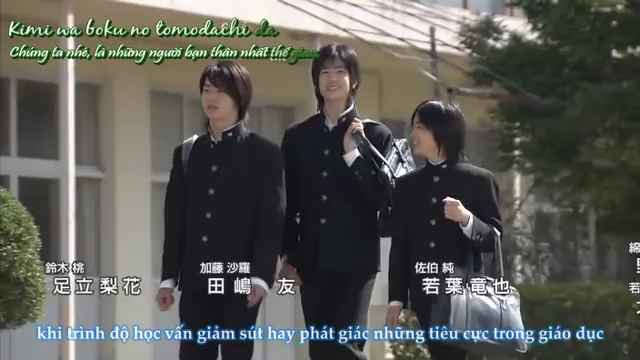 Kimi wa boku no tomodachi da
Chúng ta nhé, là những người bạn thân nhất thế gian
鈴木 桃
足立梨花
加藤 沙羅
田嶋 友
佐伯 純
若葉竜也
綿
khi trình độ học vấn giảm sút hay phát giác những tiêu cực trong giáo dục